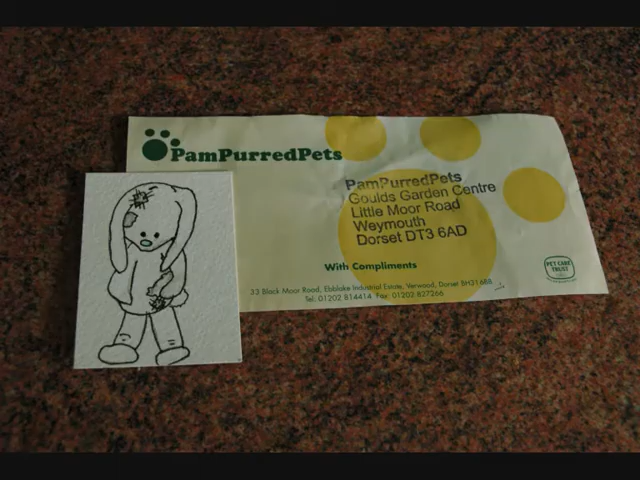 PamPurredPets
PamPurredPets
Goulds Garden Centre
Little Moor Road
Weymouth
Dorset DT3 6AD
With Compliments
PET CARE
TRUST
33 Black Moor Road, Ebblake Industrial Estate, Verwood, Dorset BH31 6BB
Tel: 01202 814414 Fax: 01202 827266